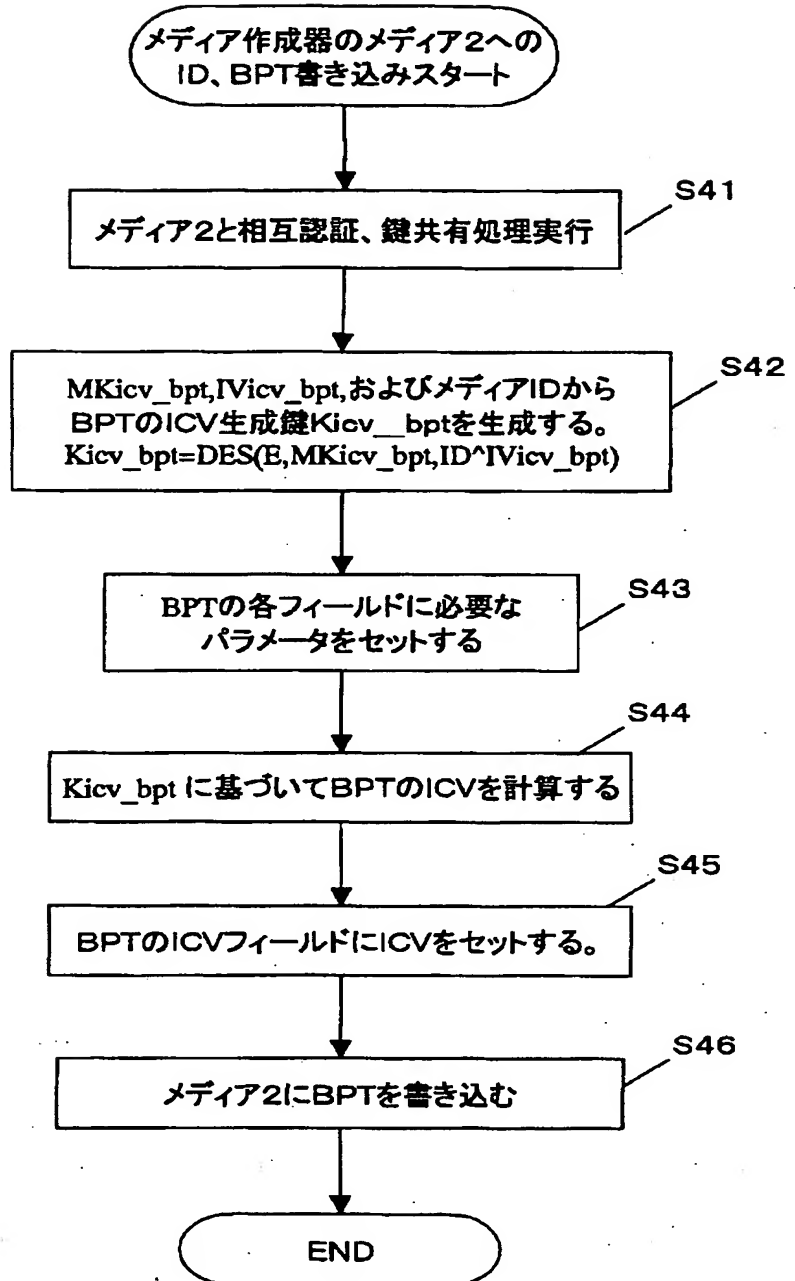 メディア作成器のメディア2への
ID、BPT書き込みスタート
S41
メディア2と相互認証、鍵共有処理実行
S42
MKicv_bpt,IVicv_bpt,およびメディアIDから
BPTのICV生成鍵Kicv__bptを生成する。
Kicv_bpt=DES(E,MKicv_bpt,ID^IVicv_bpt)
S43
BPTの各フィールドに必要な
パラメータをセットする
S44
Kicv_bpt に基づいてBPTのICVを計算する
S45
BPTのICVフィールドにICVをセットする。
S46
メディア2にBPTを書き込む
END